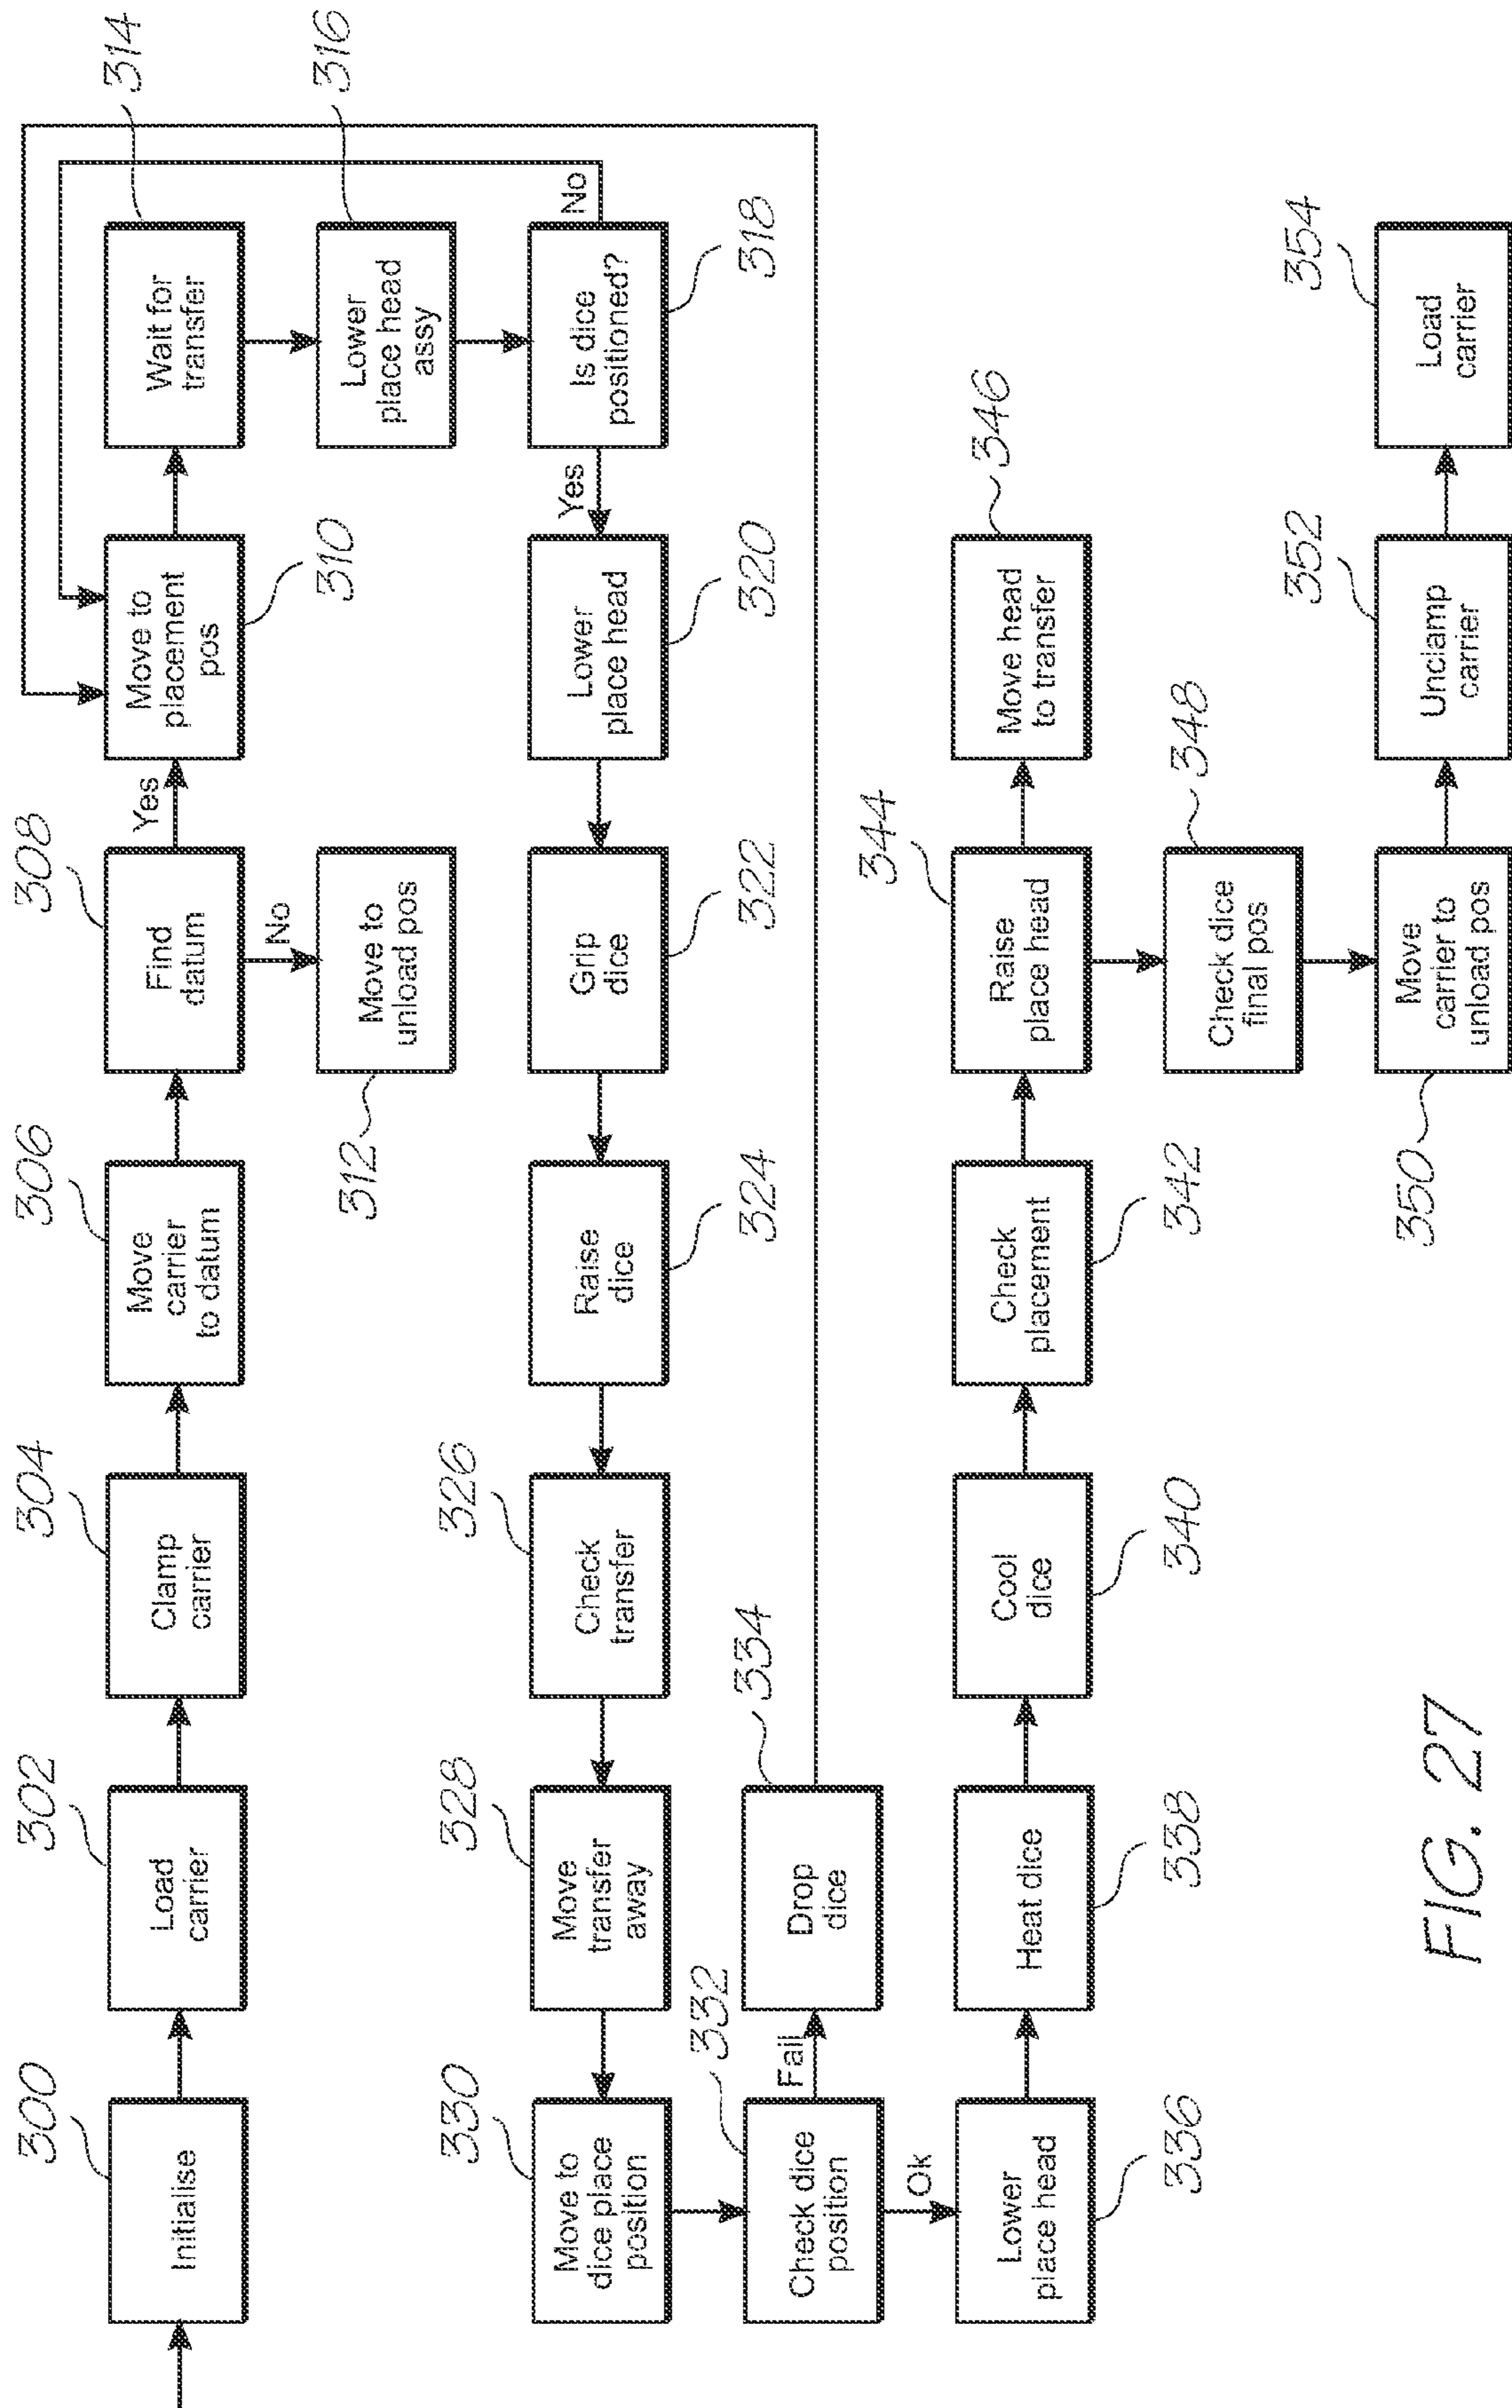 300
Initialise
302
Load
carrier
304
Clamp
carrier
306
Move
carrier
to datum
308
Find
datum
Yes
No
310
Move to
placement
pos
312
Move to
unload pos
314
Wait for
transfer
316
Lower
place head
assy
318
Is dice
positioned?
No
Yes
320
Lower
place head
322
Grip
dice
324
Raise
dice
326
Check
transfer
328
Move
transfer
away
330
Move to
dice place
position
332
Check dice
position
Fail
Ok
334
Drop
dice
336
Lower
place head
338
Heat dice
340
Cool
dice
342
Check
placement
344
Raise
place head
346
Move head
to transfer
348
Check dice
final pos
350
Move
carrier to
unload pos
352
Unclamp
carrier
354
Load
carrier
FIG. 27